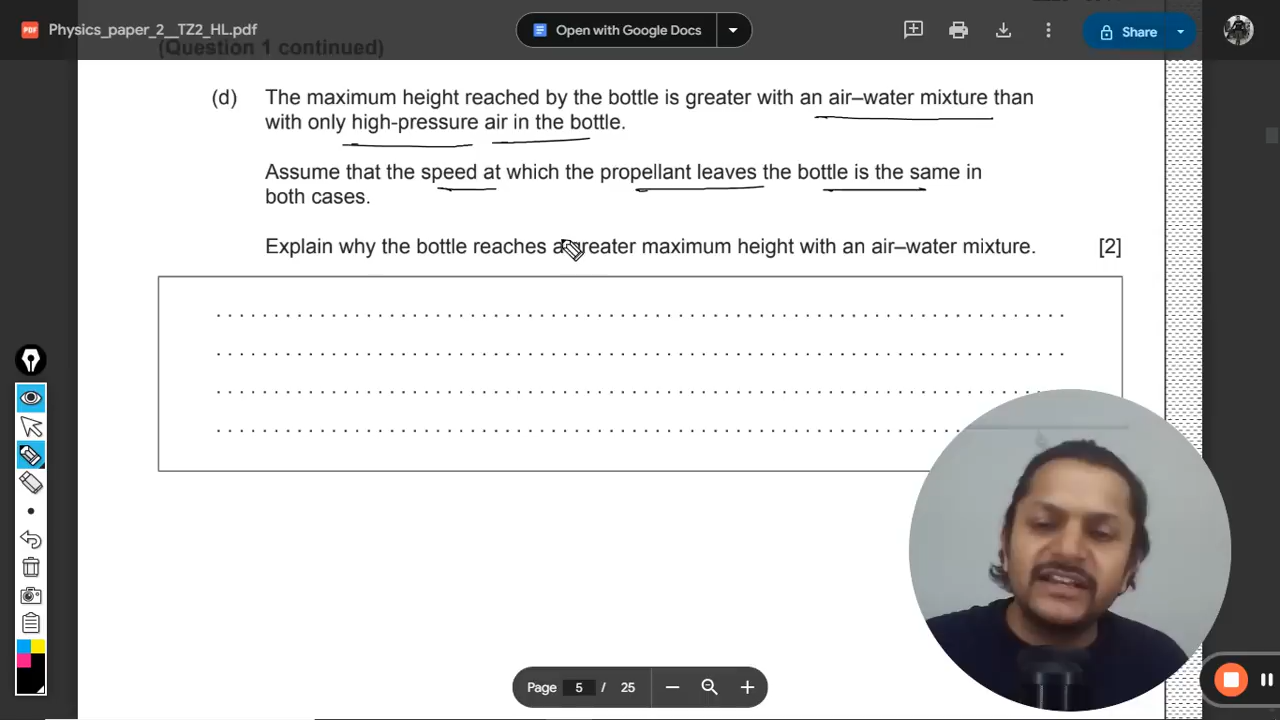 Physics_paper_2__TZ2_HL.pdf
Open with Google Docs
Share
(Question 1 continued)
(d) The maximum height reached by the bottle is greater with an air–water mixture than
with only high-pressure air in the bottle.
Assume that the speed at which the propellant leaves the bottle is the same in
both cases.
Explain why the bottle reaches a greater maximum height with an air–water mixture. [2]
Page 5 / 25